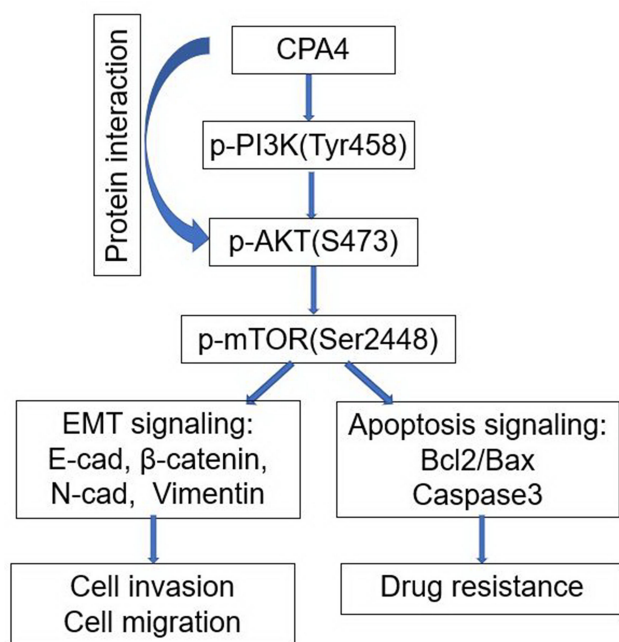 CPA4
Protein interaction
p-PI3K(Tyr458)
p-AKT(S473)
p-mTOR(Ser2448)
EMT signaling:
E-cad, β-catenin,
N-cad, Vimentin
Apoptosis signaling:
Bcl2/Bax
Caspase3
Cell invasion
Cell migration
Drug resistance